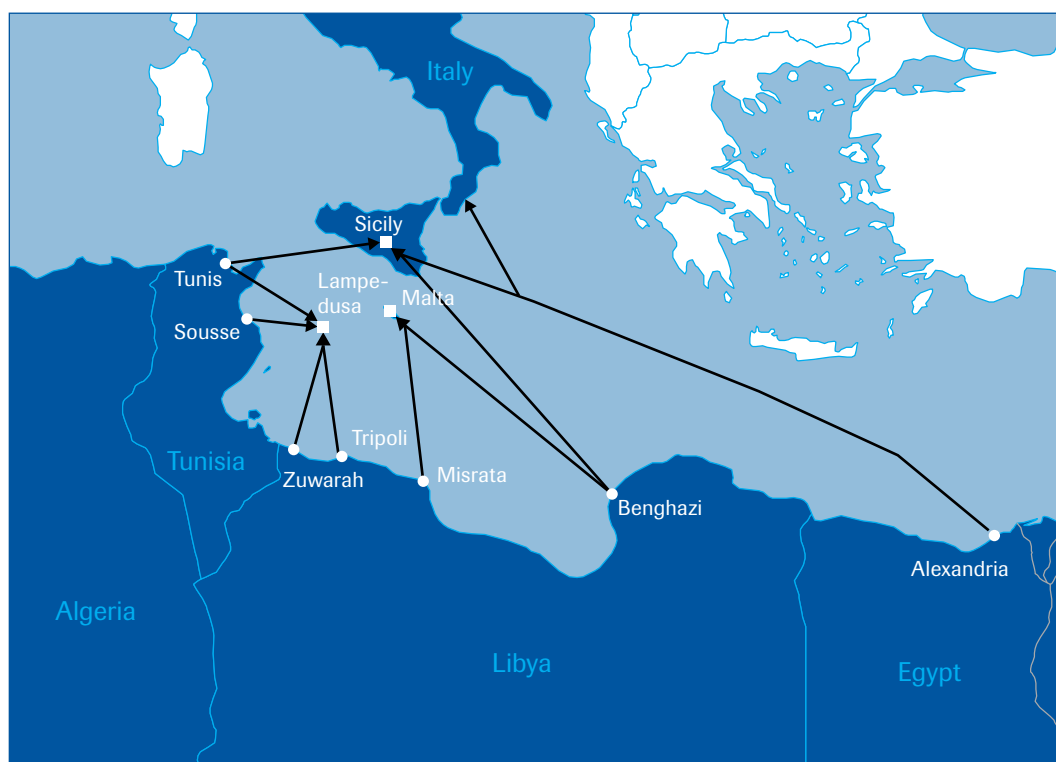 Italy
Sicily
Tunis
Lampe-
dusa
Malta
Sousse
Tripoli
Tunisia
Zuwarah
Misrata
Benghazi
Alexandria
Algeria
Libya
Egypt